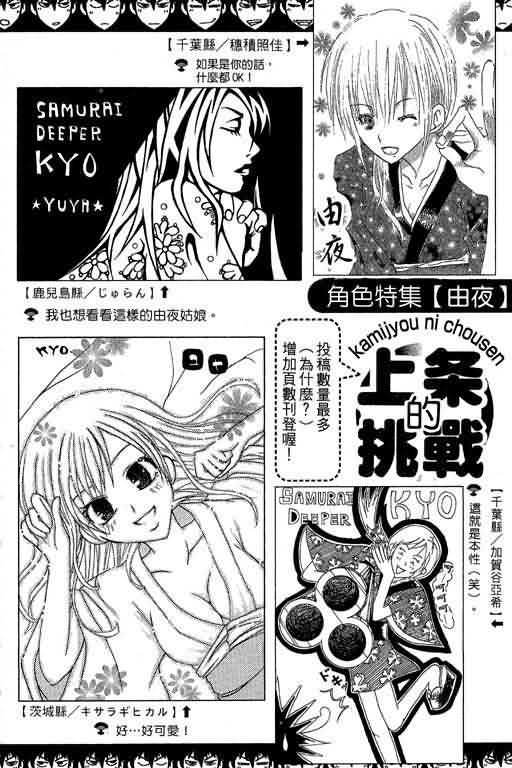 【千葉縣／穗積照佳】➡
如果是你的話，
什麼都OK！
SAMURAI
DEEPER
KYO
★YUYA★
由夜
【鹿兒島縣／じゅらん】⬆
我也想看看這樣的由夜姑娘。
角色特集【由夜】
kamijyou ni chousen
上条
的
挑戰
投稿數量最多
（為什麼？）
增加頁數刊登喔！
KYO
SAMURAI
DEEPER
KYO
【千葉縣／加賀谷亞希】⬆
這就是本性（笑）。
【茨城縣／キサラギヒカル】⬆
好…好可愛！